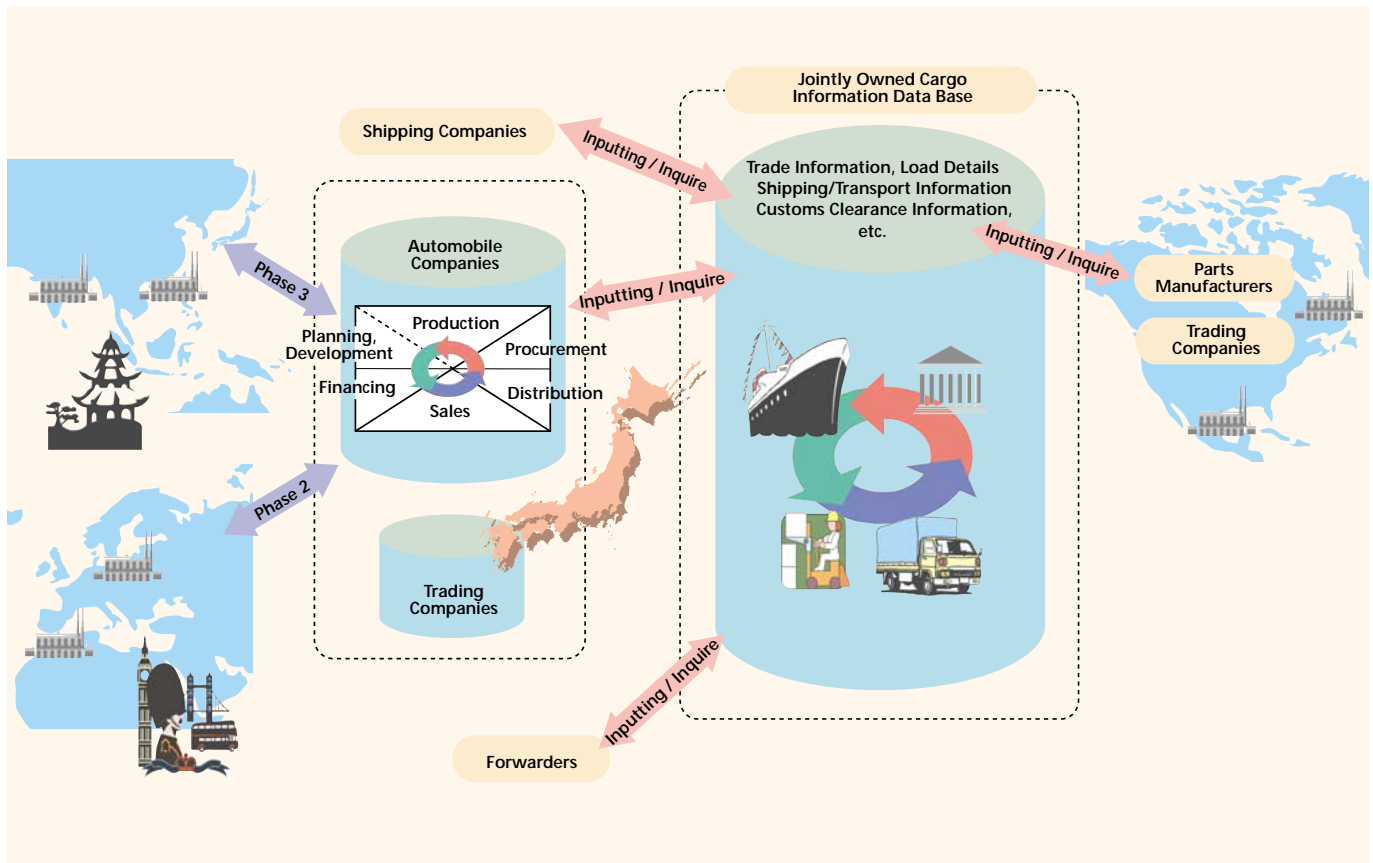 Jointly Owned Cargo
Information Data Base
Shipping Companies
Inputting / Inquire
Trade Information, Load Details
Shipping/Transport Information
Customs Clearance Information,
etc.
Inputting / Inquire
Automobile
Companies
Phase 3
Inputting / Inquire
Parts
Manufacturers
Production
Planning,
Development
Procurement
Trading
Companies
Financing
Distribution
Sales
Phase 2
Trading
Companies
Inputting / Inquire
Forwarders